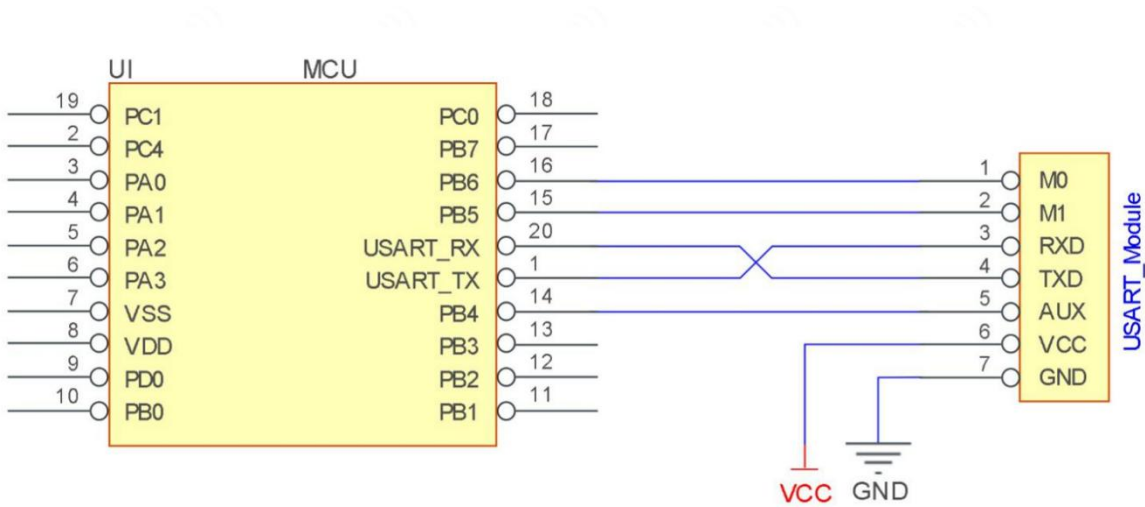 UI MCU
19 PC1 PC0 18
2 PC4 PB7 17
3 PA0 PB6 16 1 M0
4 PA1 PB5 15 2 M1
5 PA2 USART_RX 20 3 RXD
6 PA3 USART_TX 1 4 TXD
7 VSS PB4 14 5 AUX
8 VDD PB3 13 6 VCC
9 PD0 PB2 12 7 GND
10 PB0 PB1 11
USART_Module
VCC GND